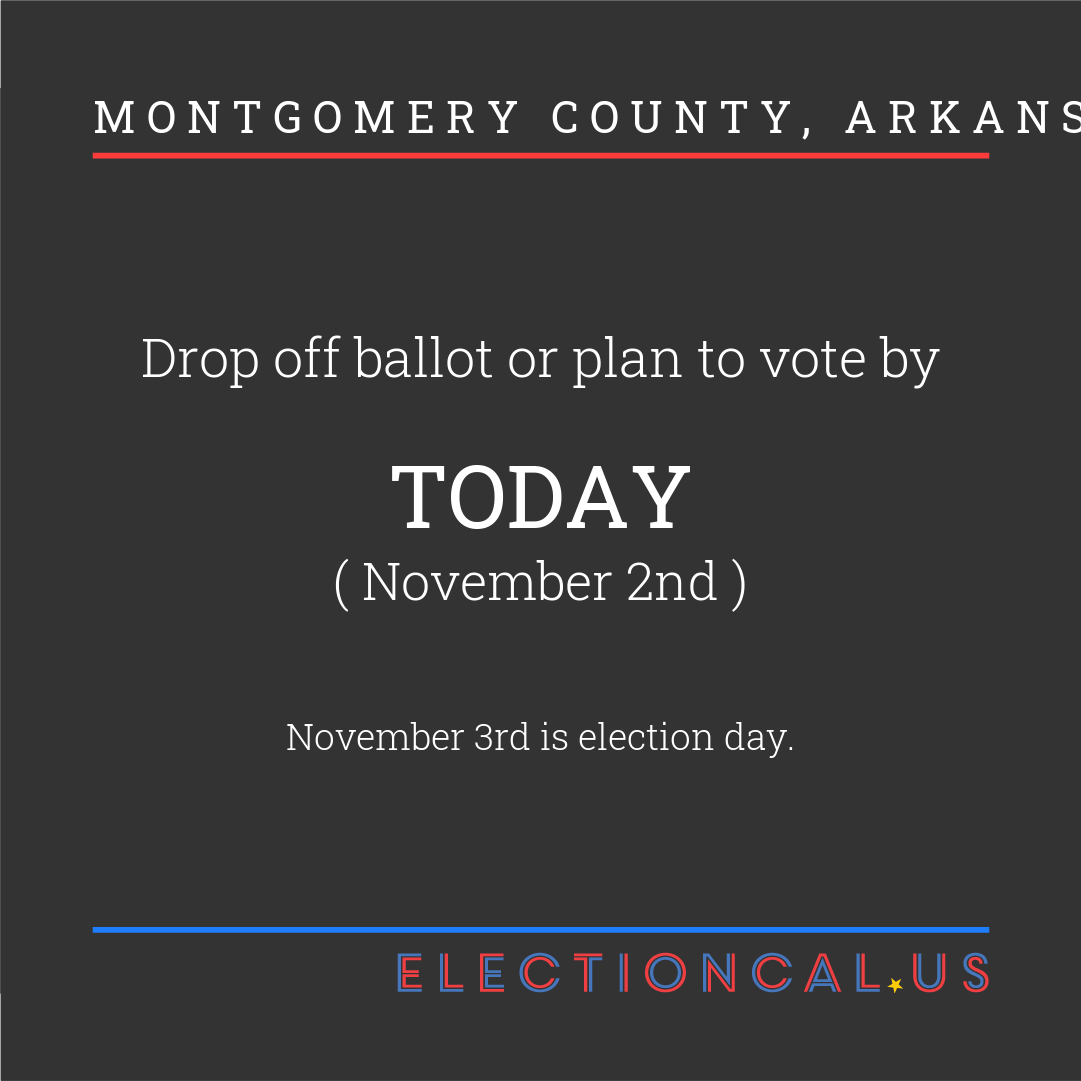 MONTGOMERY COUNTY, ARKANS
Drop off ballot or plan to vote by
TODAY
( November 2nd )
November 3rd is election day.
ELECTIONCAL.US